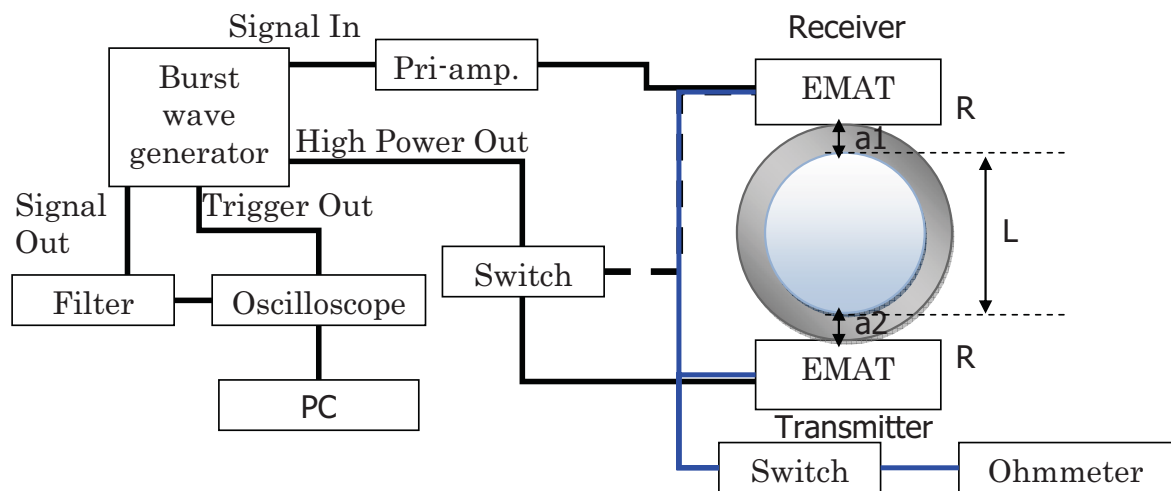 Signal In
Receiver
Burst
wave
generator
Pri-amp.
EMAT
R
a1
High Power Out
Signal
Out
Trigger Out
L
Switch
Filter
Oscilloscope
a2
R
EMAT
PC
Transmitter
Switch
Ohmmeter